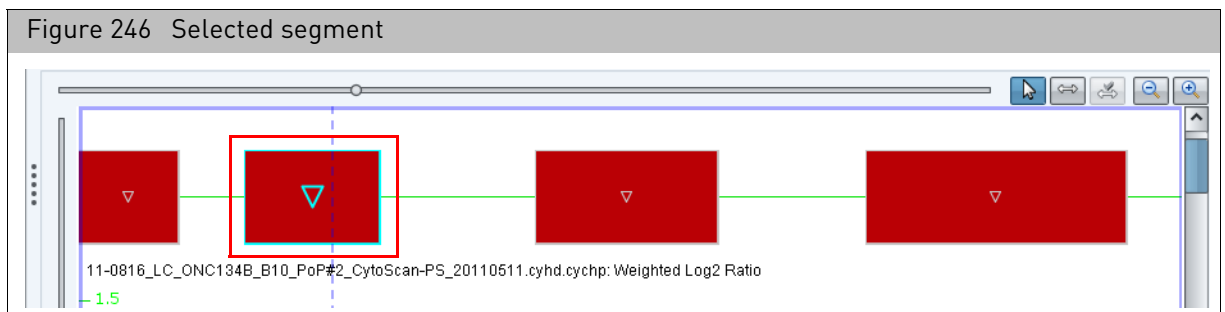 Figure 246 Selected segment
11-0816_LC_ONC134B_B10_PoP#2_CytoScan-PS_20110511.cyhd.cychp: Weighted Log2 Ratio
1.5